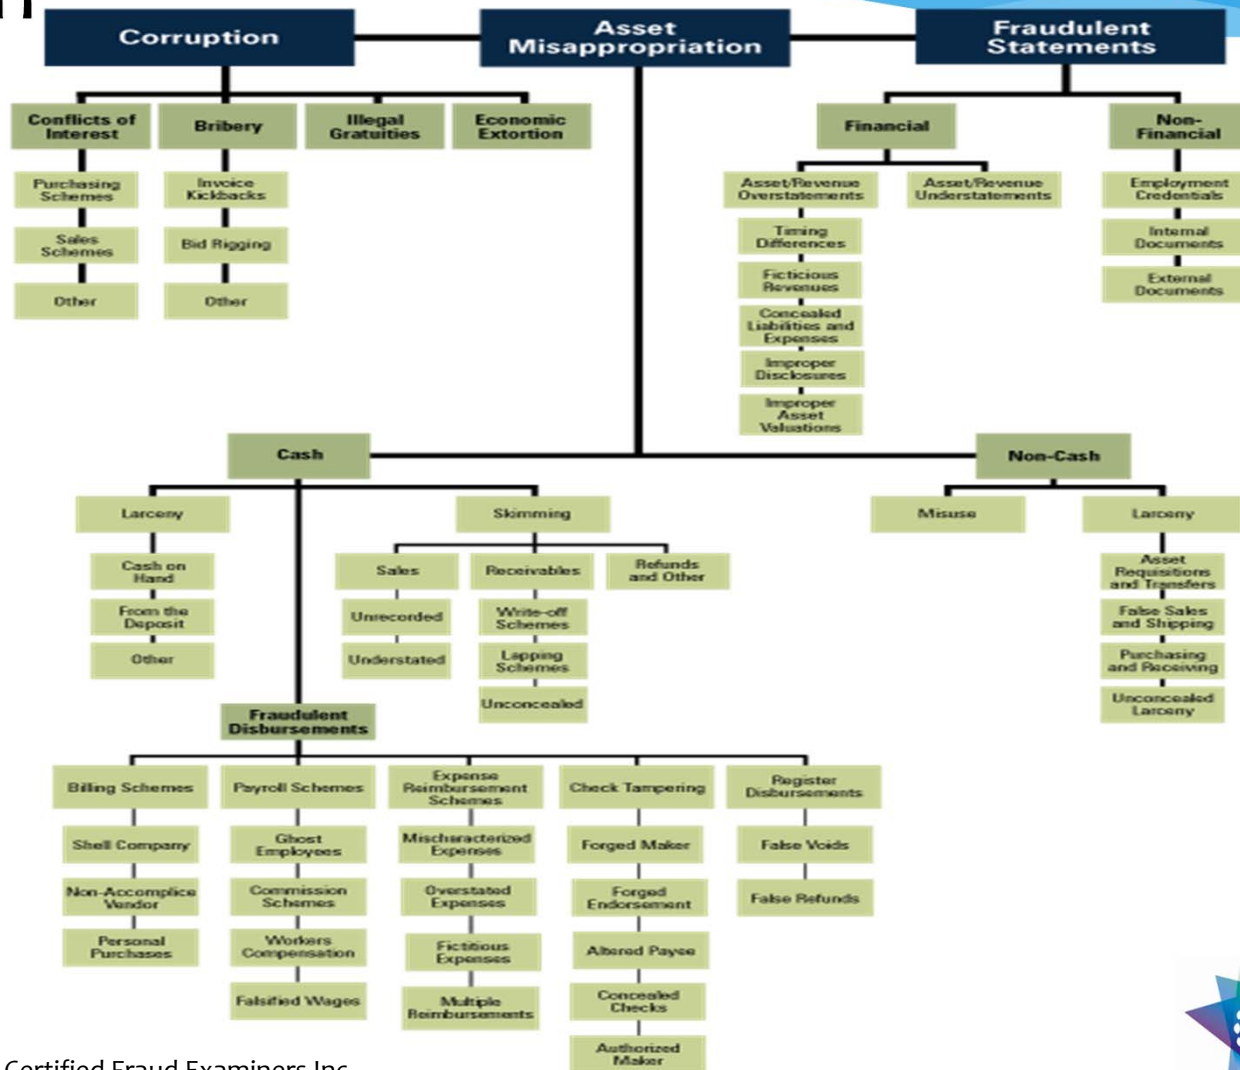 Corruption
Asset
Misappropriation
Fraudulent
Statements
Conflicts of
Interest
Bribery
Illegal
Gratuities
Economic
Extortion
Financial
Non-
Financial
Purchasing
Schemes
Sales
Schemes
Other
Invoice
Kickbacks
Bid Rigging
Other
Asset/Revenue
Overstatements
Timing
Differences
Ficticious
Revenues
Concealed
Liabilities and
Expenses
Improper
Disclosures
Improper
Asset
Valuations
Asset/Revenue
Understatements
Employment
Credentials
Internal
Documents
External
Documents
Cash
Non-Cash
Larceny
Cash on
Hand
From the
Deposit
Other
Skimming
Sales
Unrecorded
Understated
Receivables
Write-off
Schemes
Lapping
Schemes
Unconcealed
Refunds
and Other
Misuse
Larceny
Asset
Requisitions
and Transfers
False Sales
and Shipping
Purchasing
and Receiving
Unconcealed
Larceny
Fraudulent
Disbursements
Billing Schemes
Shell Company
Non-Accomplice
Vendor
Personal
Purchases
Payroll Schemes
Ghost
Employees
Commission
Schemes
Workers
Compensation
Falsified Wages
Expense
Reimbursement
Schemes
Mischaracterized
Expenses
Overstated
Expenses
Fictitious
Expenses
Multiple
Reimbursements
Check Tampering
Forged Maker
Forged
Endorsement
Altered Payee
Concealed
Checks
Authorized
Maker
Register
Disbursements
False Voids
False Refunds
Certified Fraud Examiners Inc